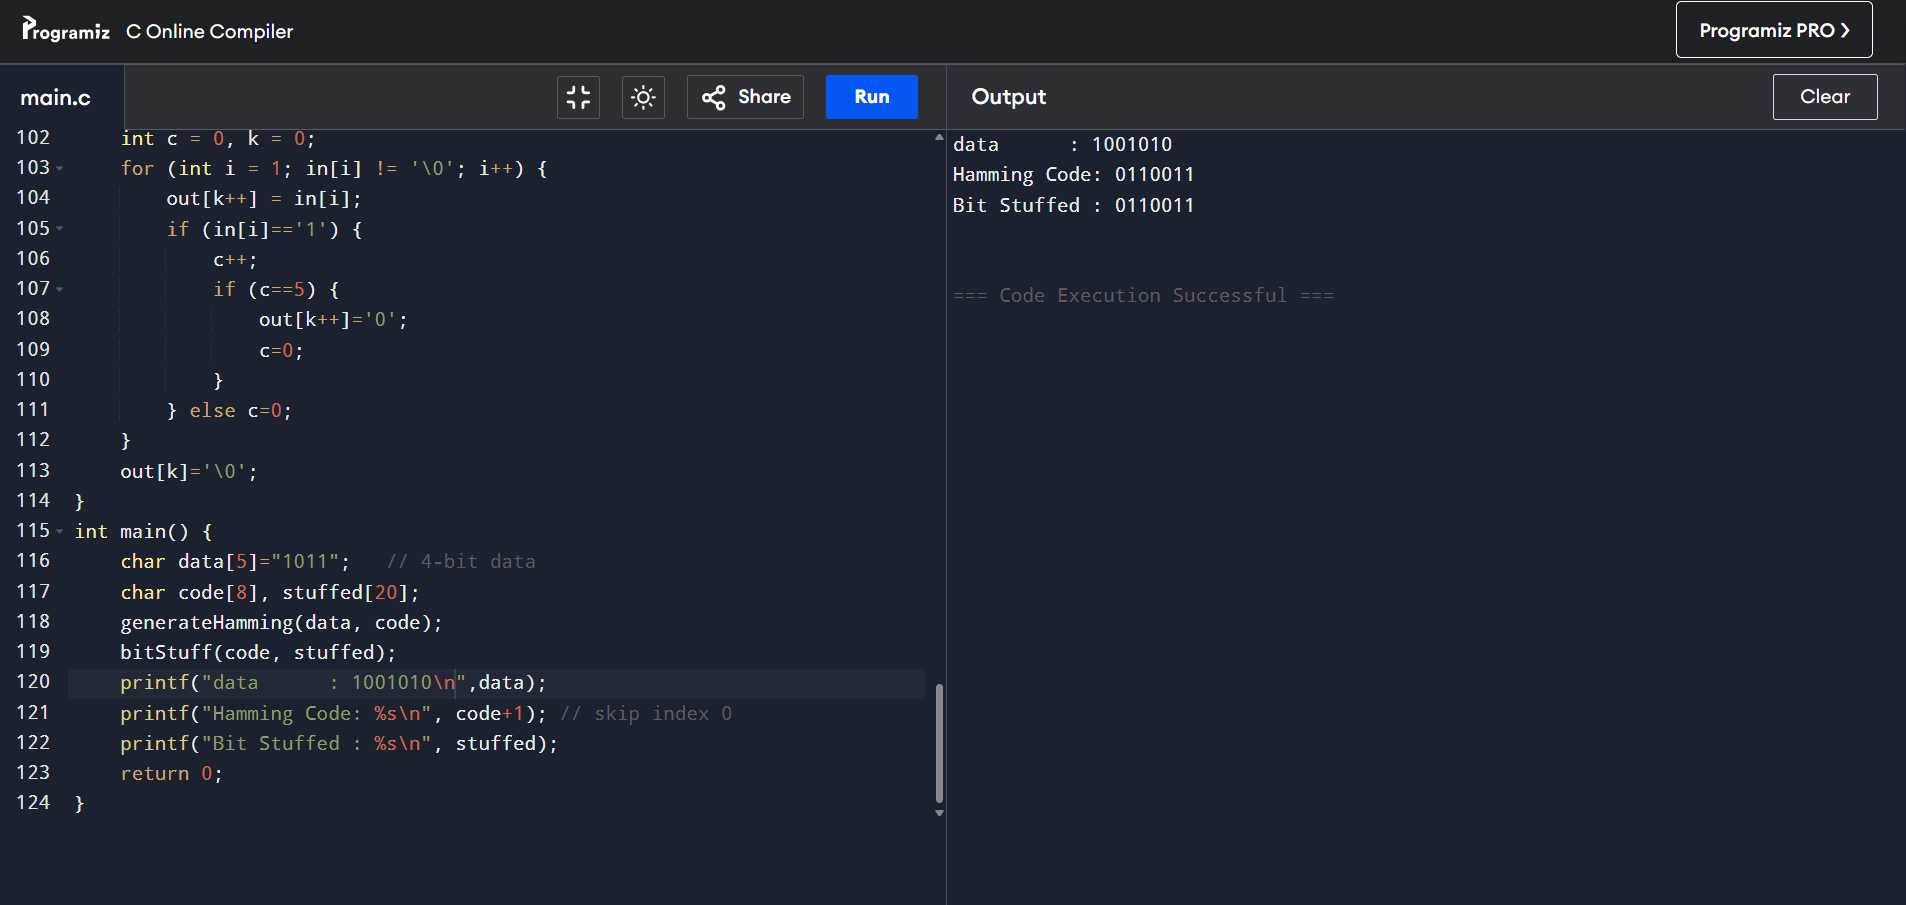 Programiz C Online Compiler
Programiz PRO ❯
main.c
Share
Run
102 int c = 0, k = 0;
103 for (int i = 1; in[i] != '\0'; i++) {
104 out[k++] = in[i];
105 if (in[i]=='1') {
106 c++;
107 if (c==5) {
108 out[k++]='0';
109 c=0;
110 }
111 } else c=0;
112 }
113 out[k]='\0';
114 }
115 int main() {
116 char data[5]="1011";   // 4-bit data
117 char code[8], stuffed[20];
118 generateHamming(data, code);
119 bitStuff(code, stuffed);
120 printf("data      : 1001010\n",data);
121 printf("Hamming Code: %s\n", code+1); // skip index 0
122 printf("Bit Stuffed : %s\n", stuffed);
123 return 0;
124 }
Output
Clear
data      : 1001010
Hamming Code: 0110011
Bit Stuffed : 0110011
=== Code Execution Successful ===